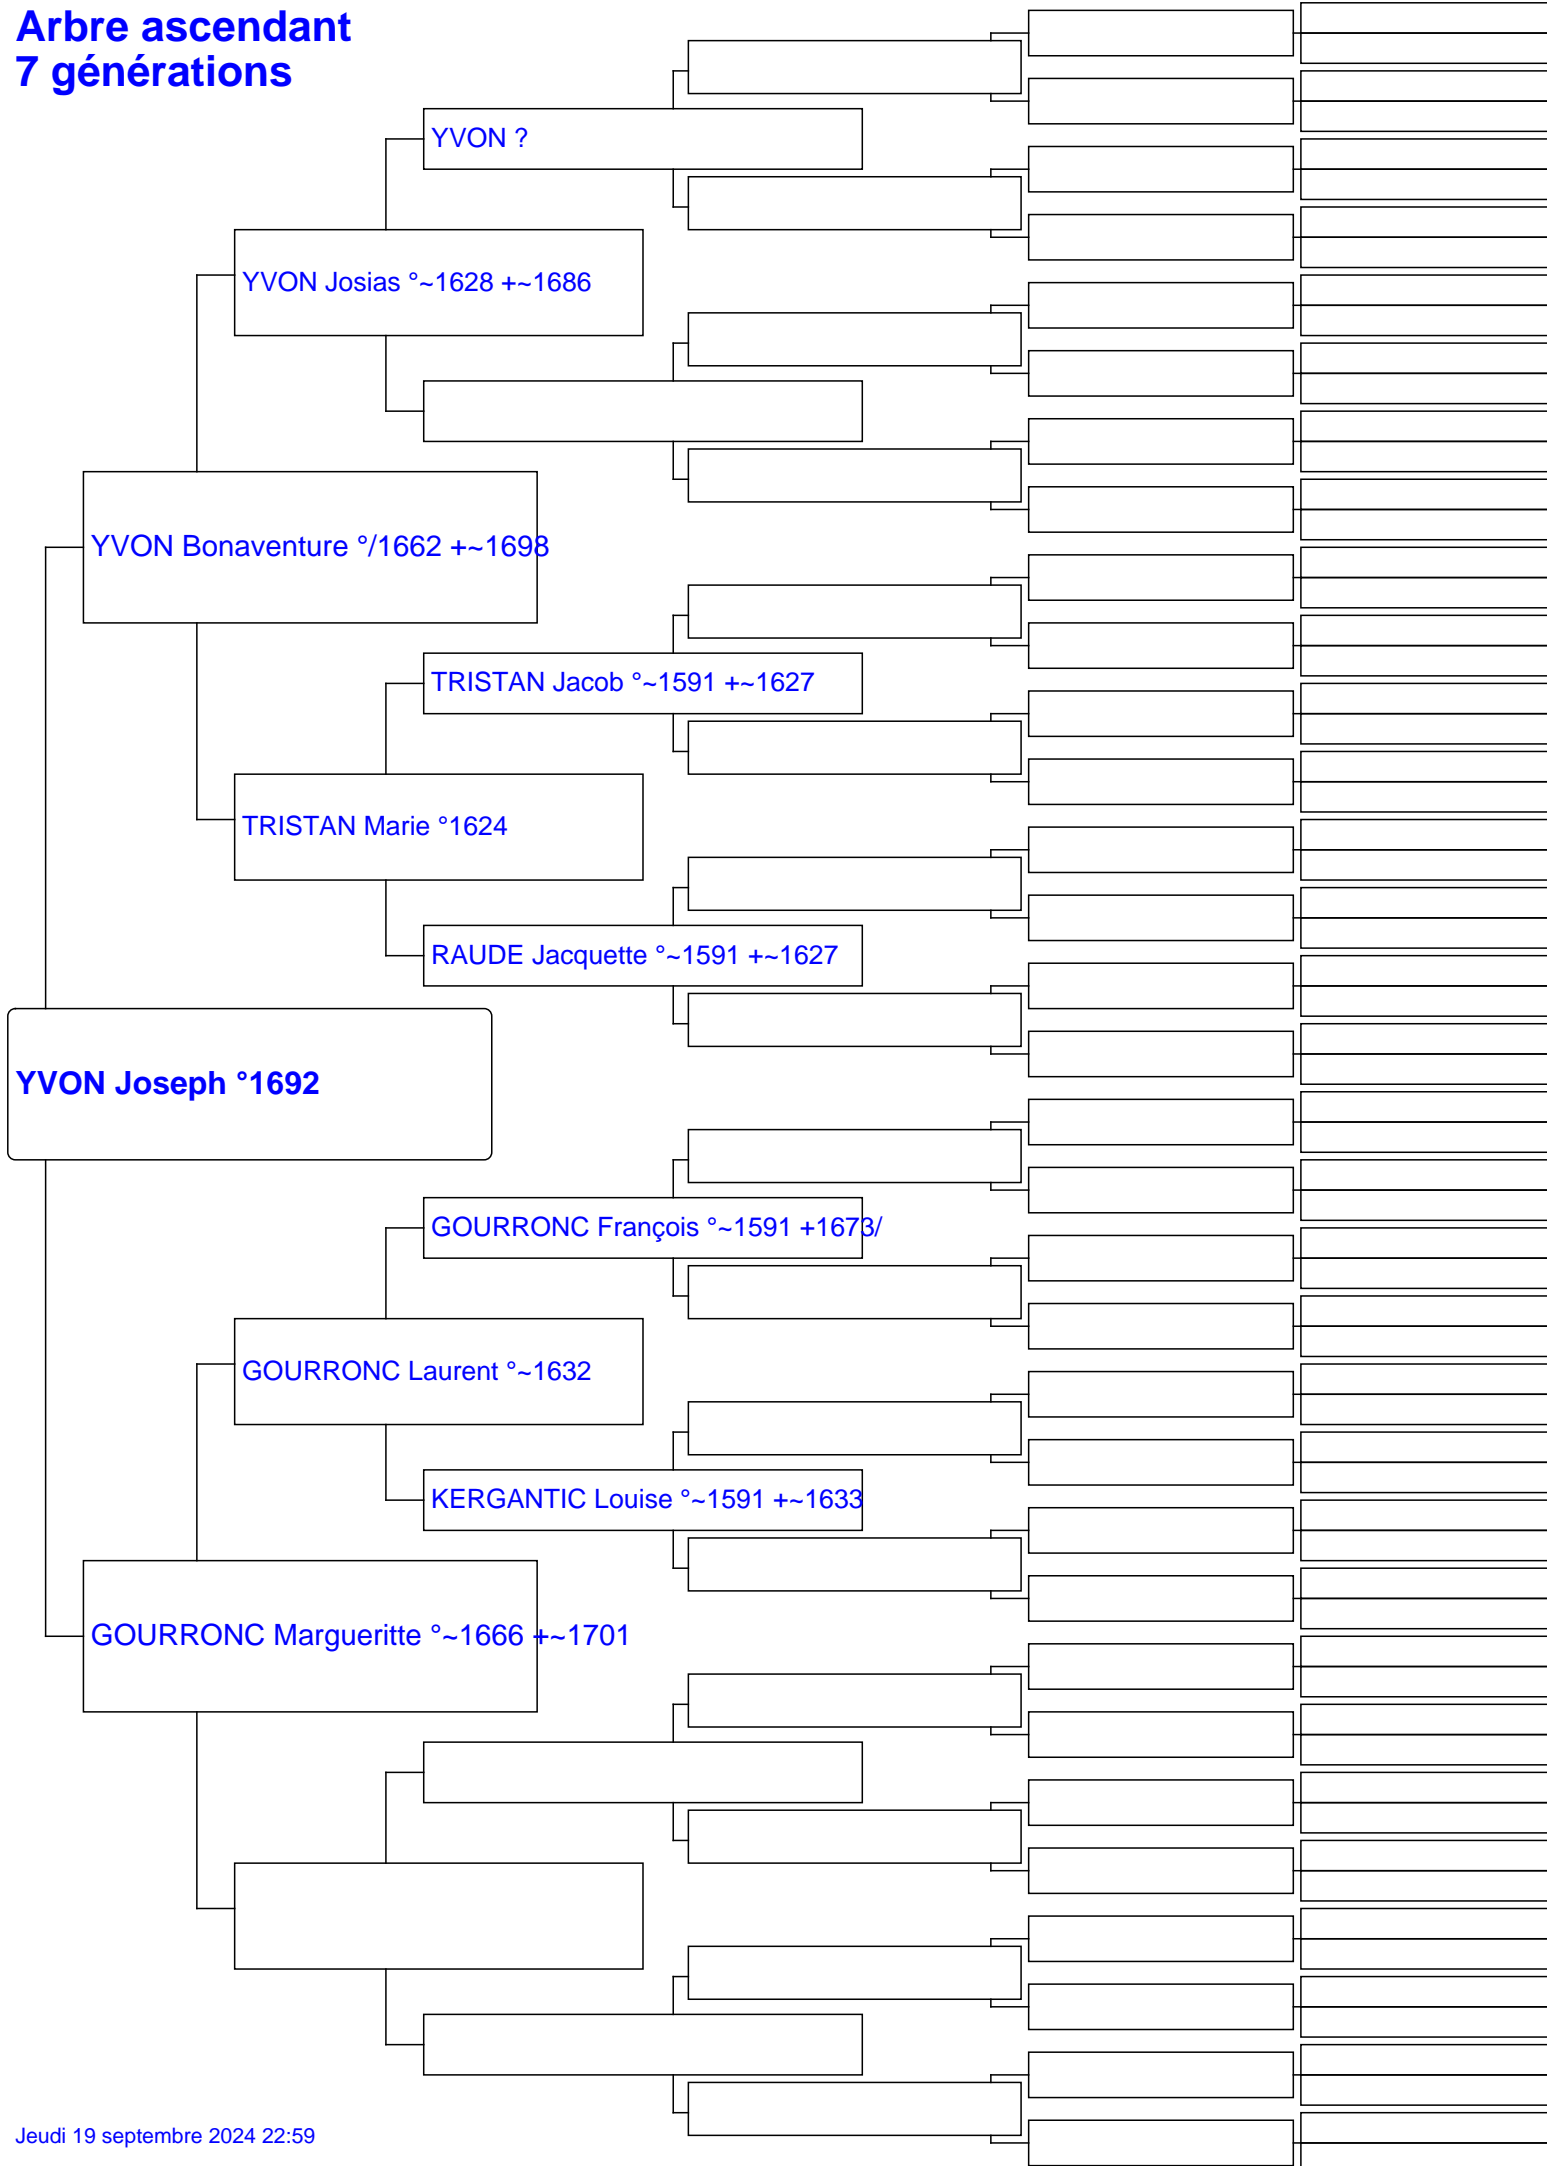 Arbre ascendant
7 générations
YVON ?
YVON Josias °~1628 +~1686
YVON Bonaventure °/1662 +~1698
TRISTAN Jacob °~1591 +~1627
TRISTAN Marie °1624
RAUDE Jacquette °~1591 +~1627
YVON Joseph °1692
GOURRONC François °~1591 +1673/
GOURRONC Laurent °~1632
KERGANTIC Louise °~1591 +~1633
GOURRONC Margueritte °~1666 +~1701
Jeudi 19 septembre 2024 22:59